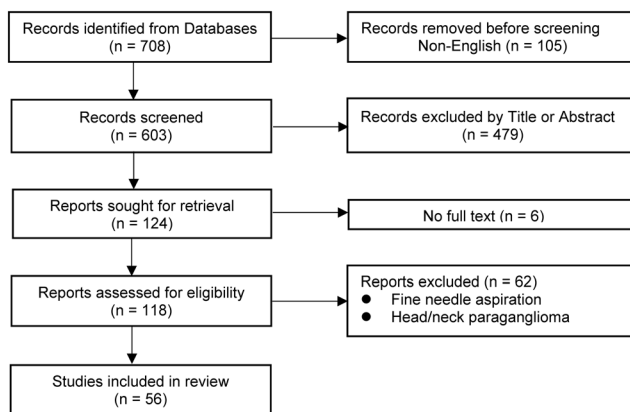 Records identified from Databases
(n = 708)
Records removed before screening
Non-English (n = 105)
Records screened
(n = 603)
Records excluded by Title or Abstract
(n = 479)
Reports sought for retrieval
(n = 124)
No full text (n = 6)
Reports assessed for eligibility
(n = 118)
Reports excluded (n = 62)
● Fine needle aspiration
● Head/neck paraganglioma
Studies included in review
(n = 56)